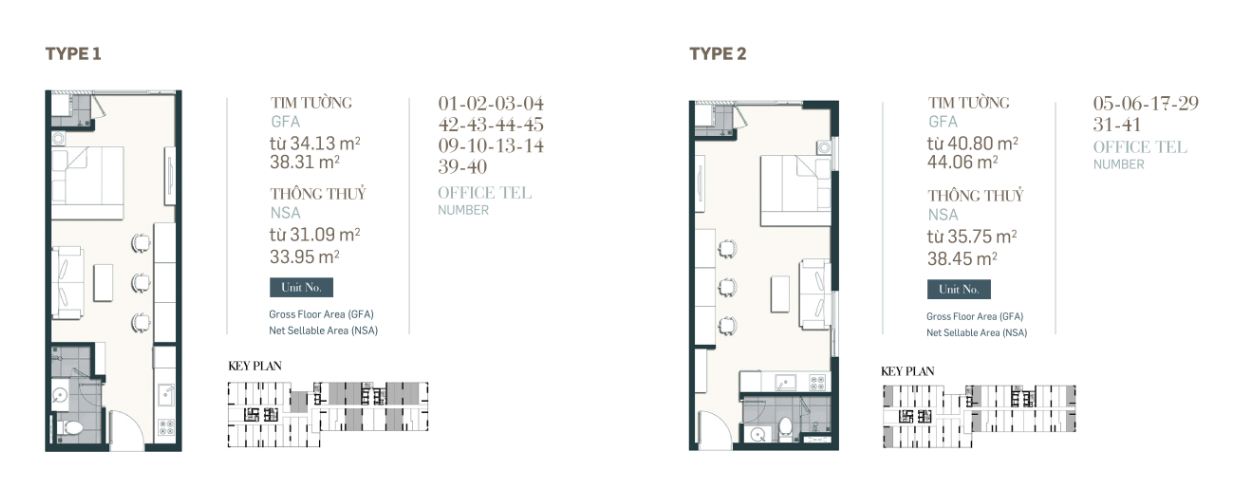 TYPE 1
TIM TƯỜNG
GFA
từ 34.13 m²
38.31 m²
THÔNG THUỶ
NSA
từ 31.09 m²
33.95 m²
Unit No.
Gross Floor Area (GFA)
Net Sellable Area (NSA)
01-02-03-04
42-43-44-45
09-10-13-14
39-40
OFFICE TEL
NUMBER
KEY PLAN
TYPE 2
TIM TƯỜNG
GFA
từ 40.80 m²
44.06 m²
THÔNG THUỶ
NSA
từ 35.75 m²
38.45 m²
Unit No.
Gross Floor Area (GFA)
Net Sellable Area (NSA)
05-06-17-29
31-41
OFFICE TEL
NUMBER
KEY PLAN